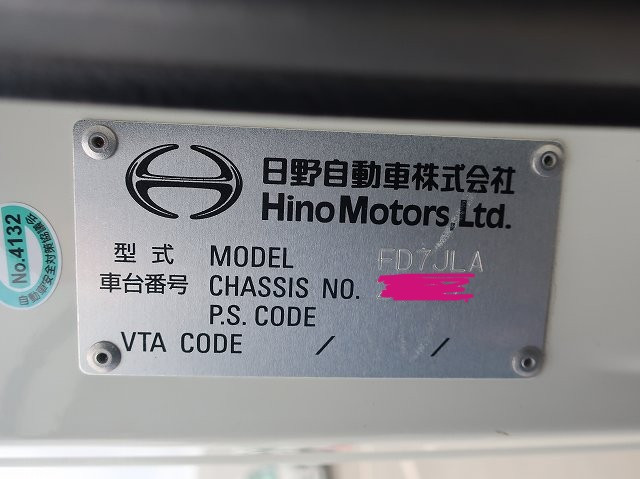 日野自動車株式会社
Hino Motors, Ltd.
型式 MODEL FD7JLA
車台番号 CHASSIS NO.
P.S. CODE
VTA CODE / /
No.4132